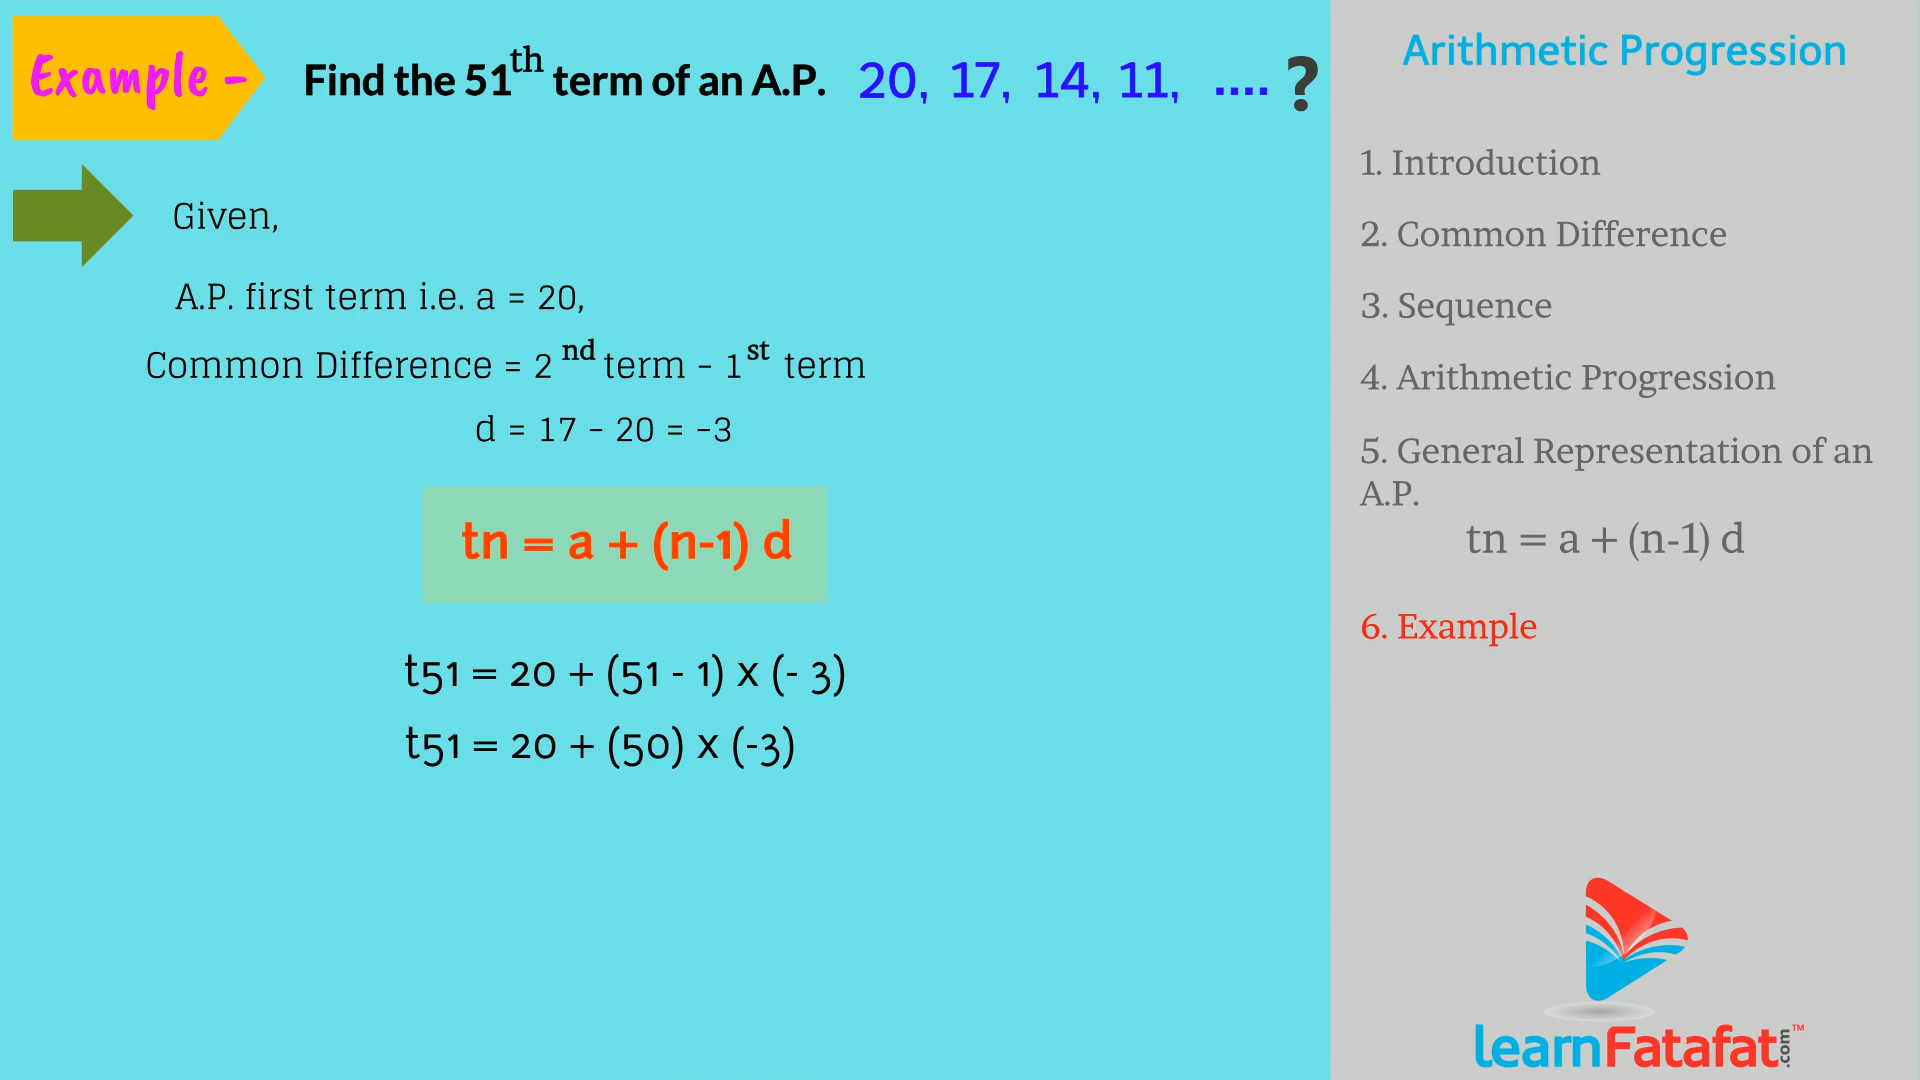 Example -
Find the 51th term of an A.P. 20, 17, 14, 11, .... ?
Given,
A.P. first term i.e. a = 20,
Common Difference = 2 nd term - 1 st term
d = 17 - 20 = -3
tn = a + (n-1) d
t51 = 20 + (51 - 1) x (- 3)
t51 = 20 + (50) x (-3)
Arithmetic Progression
1. Introduction
2. Common Difference
3. Sequence
4. Arithmetic Progression
5. General Representation of an
A.P.
tn = a + (n-1) d
6. Example
learnFatafat.com™